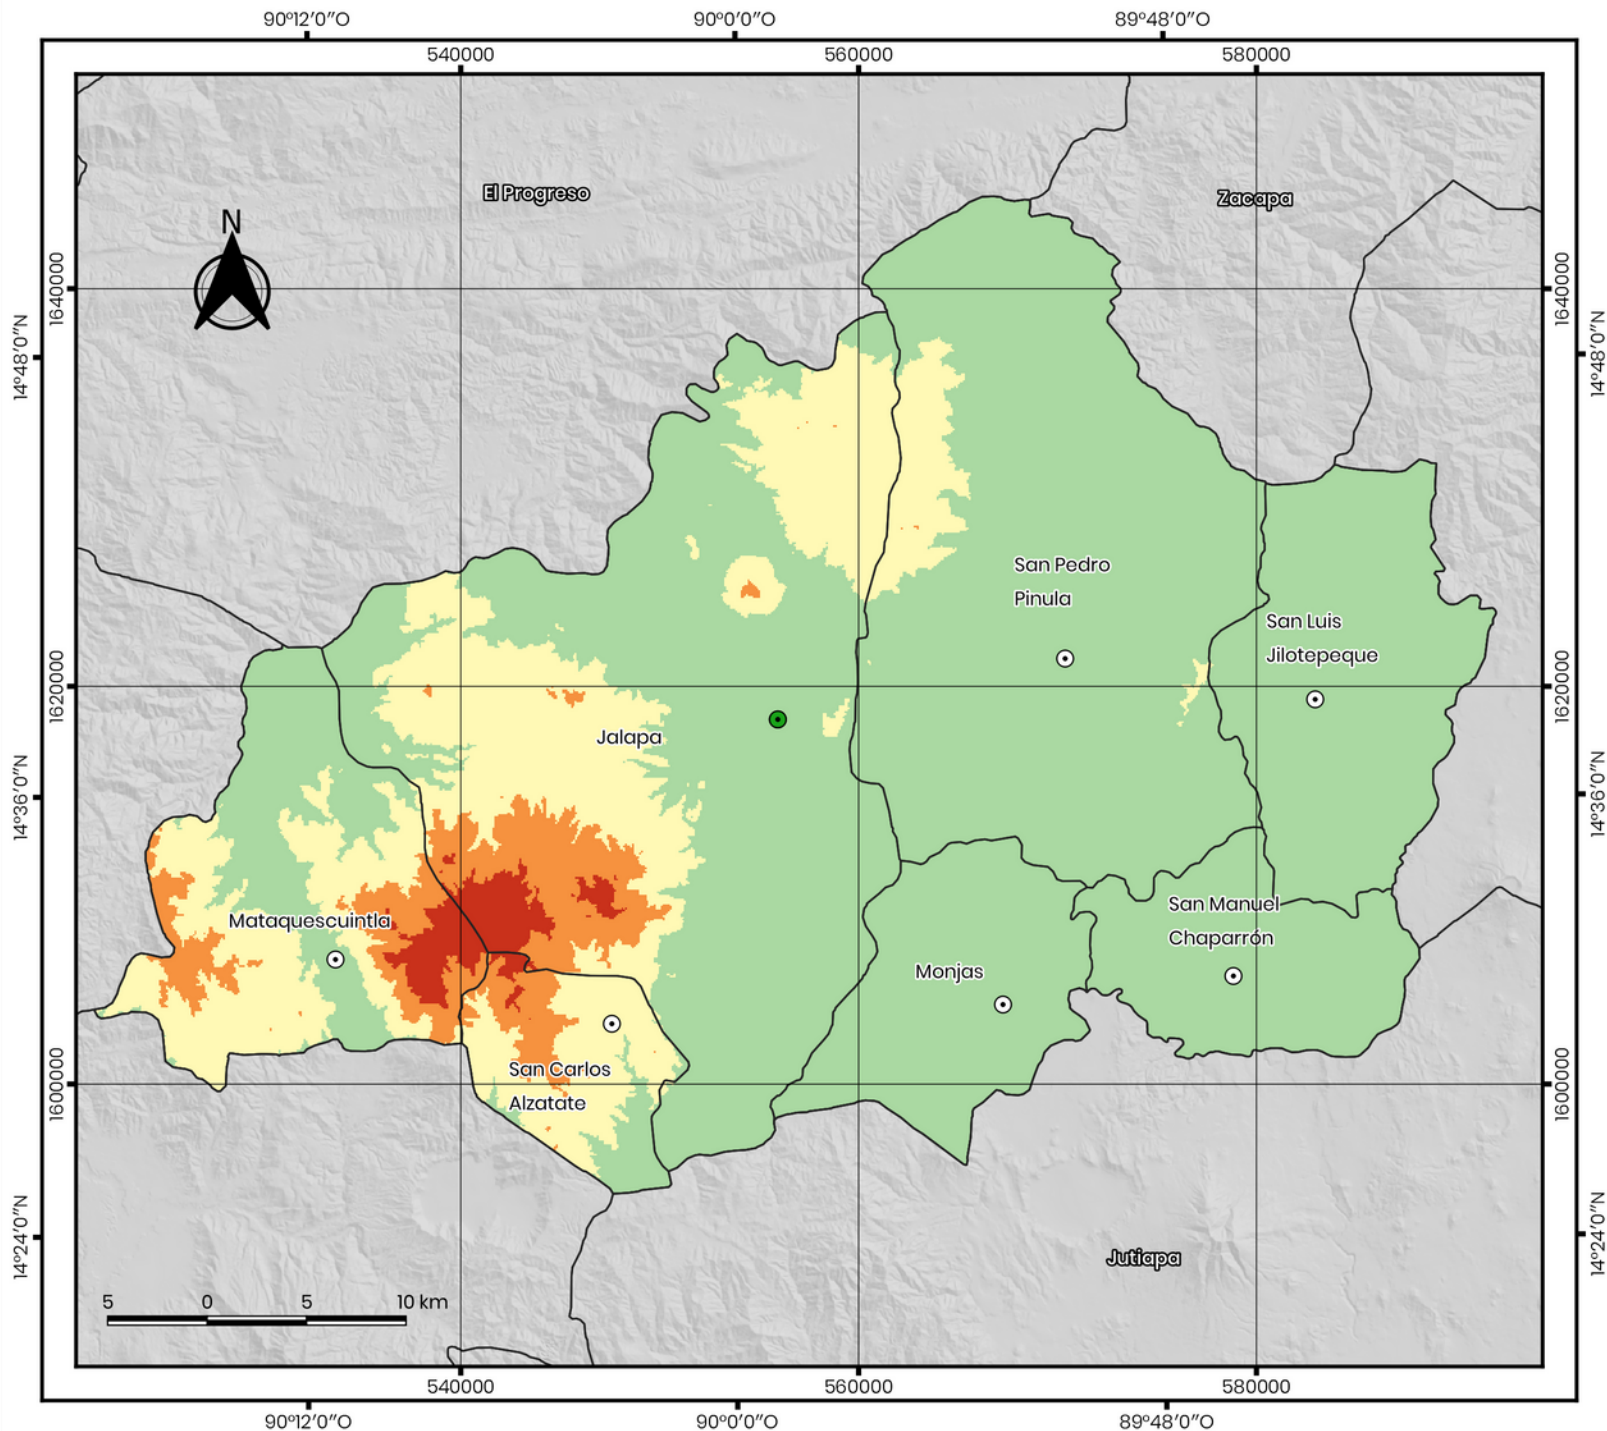 90°12'0"O 90°0'0"O 89°48'0"O
540000 560000 580000
El Progreso
Zacapa
N
1640000
1640000
14°48'0"N
14°48'0"N
San Pedro
Pinula
San Luis
Jilotepeque
1620000
1620000
Jalapa
14°36'0"N
14°36'0"N
Mataquescuintla
San Manuel
Chaparrón
Monjas
San Carlos
Alzatate
1600000
1600000
14°24'0"N
14°24'0"N
Jutiapa
5 0 5 10 km
540000 560000 580000
90°12'0"O 90°0'0"O 89°48'0"O